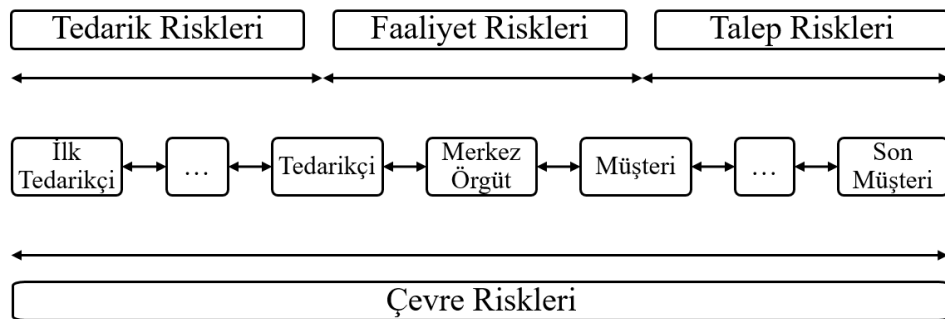 Tedarik Riskleri
Faaliyet Riskleri
Talep Riskleri
İlk
Tedarikçi
…
Tedarikçi
Merkez
Örgüt
Müşteri
…
Son
Müşteri
Çevre Riskleri